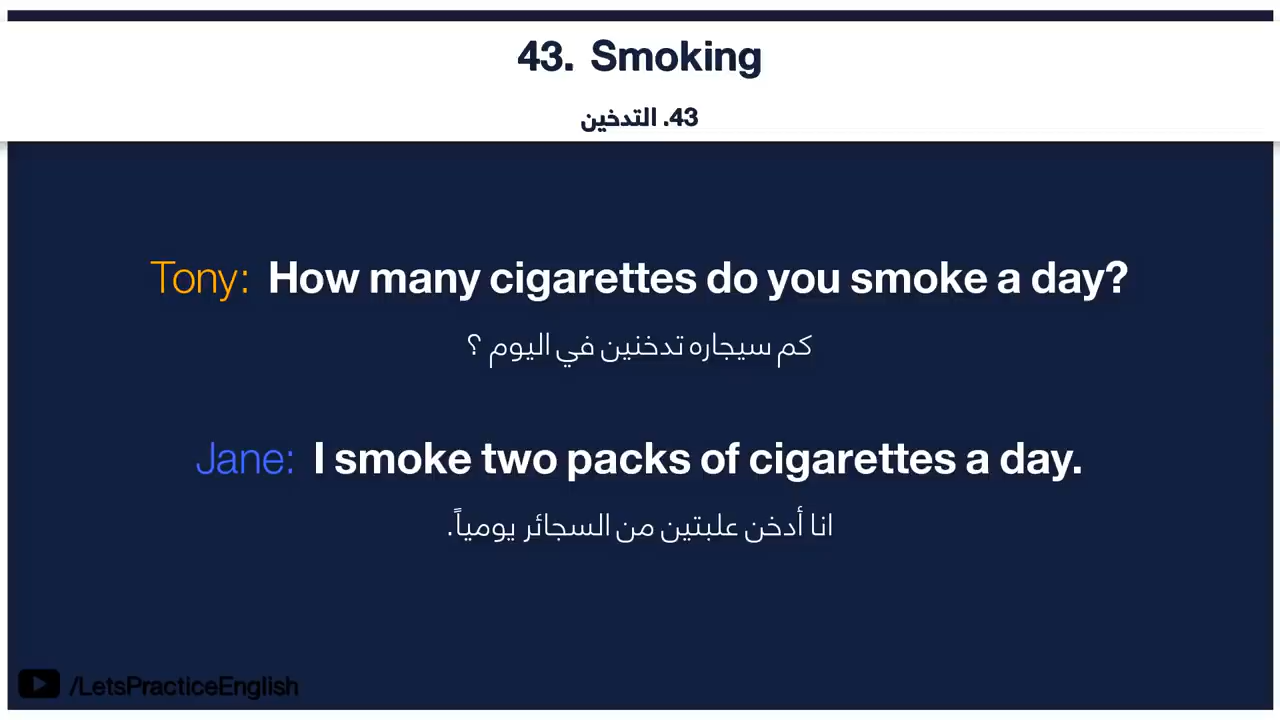 43. Smoking
43. التدخين
Tony: How many cigarettes do you smoke a day?
كم سيجاره تدخنين في اليوم ؟
Jane: I smoke two packs of cigarettes a day.
انا أدخن علبتين من السجائر يومياً.
/LetsPracticeEnglish